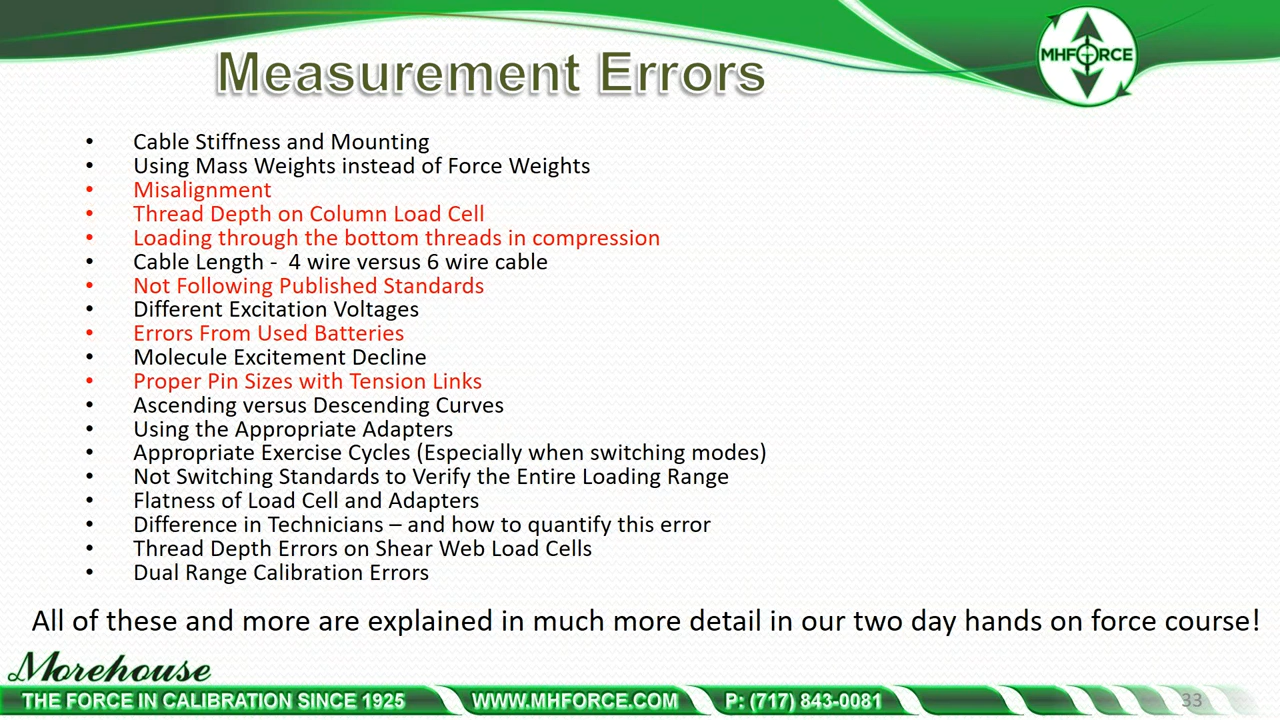 MHFORCE
Measurement Errors
• Cable Stiffness and Mounting
• Using Mass Weights instead of Force Weights
• Misalignment
• Thread Depth on Column Load Cell
• Loading through the bottom threads in compression
• Cable Length - 4 wire versus 6 wire cable
• Not Following Published Standards
• Different Excitation Voltages
• Errors From Used Batteries
• Molecule Excitement Decline
• Proper Pin Sizes with Tension Links
• Ascending versus Descending Curves
• Using the Appropriate Adapters
• Appropriate Exercise Cycles (Especially when switching modes)
• Not Switching Standards to Verify the Entire Loading Range
• Flatness of Load Cell and Adapters
• Difference in Technicians – and how to quantify this error
• Thread Depth Errors on Shear Web Load Cells
• Dual Range Calibration Errors
All of these and more are explained in much more detail in our two day hands on force course!
Morehouse
THE FORCE IN CALIBRATION SINCE 1925 WWW.MHFORCE.COM P: (717) 843-0081 33